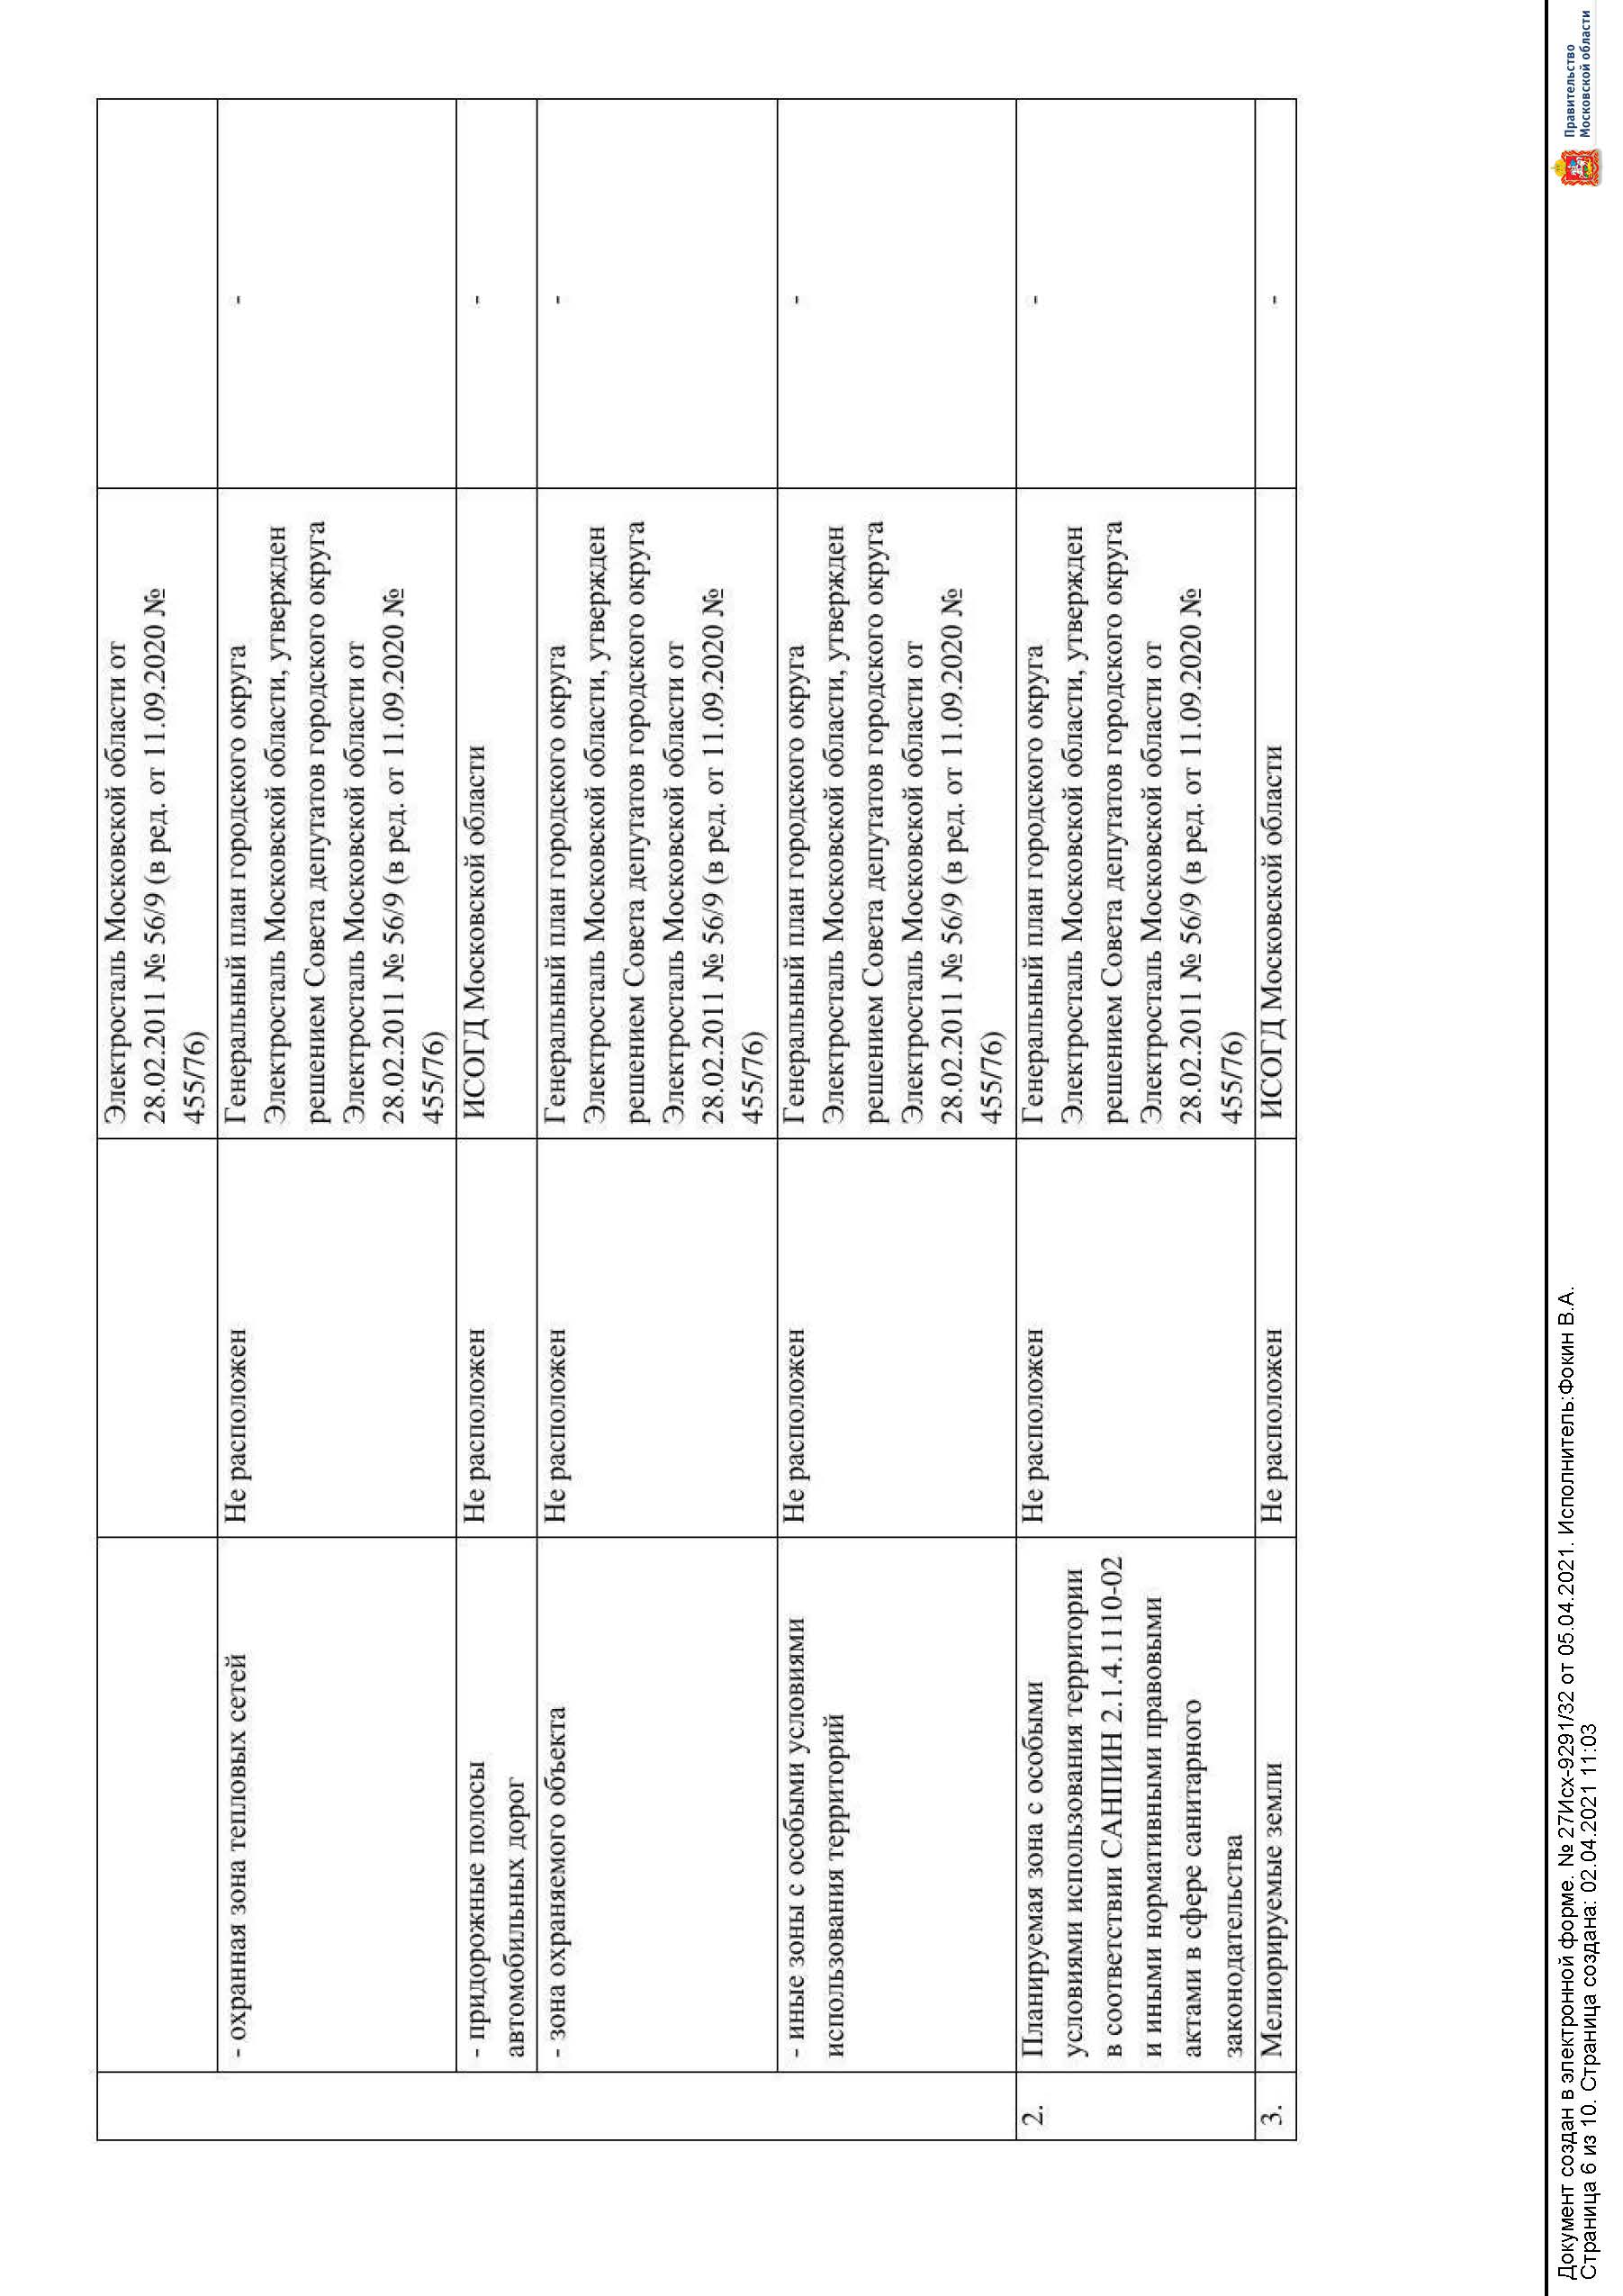 Электросталь Московской области от
28.02.2011 № 56/9 (в ред. от 11.09.2020 №
455/76)
- охранная зона тепловых сетей
Не расположен
Генеральный план городского округа
Электросталь Московской области, утвержден
решением Совета депутатов городского округа
Электросталь Московской области от
28.02.2011 № 56/9 (в ред. от 11.09.2020 №
455/76)
-
- придорожные полосы
автомобильных дорог
Не расположен
ИСОГД Московской области
-
- зона охраняемого объекта
Не расположен
Генеральный план городского округа
Электросталь Московской области, утвержден
решением Совета депутатов городского округа
Электросталь Московской области от
28.02.2011 № 56/9 (в ред. от 11.09.2020 №
455/76)
-
- иные зоны с особыми условиями
использования территорий
Не расположен
Генеральный план городского округа
Электросталь Московской области, утвержден
решением Совета депутатов городского округа
Электросталь Московской области от
28.02.2011 № 56/9 (в ред. от 11.09.2020 №
455/76)
-
2.
Планируемая зона с особыми
условиями использования территории
в соответствии САНПИН 2.1.4.1110-02
и иными нормативными правовыми
актами в сфере санитарного
законодательства
Не расположен
Генеральный план городского округа
Электросталь Московской области, утвержден
решением Совета депутатов городского округа
Электросталь Московской области от
28.02.2011 № 56/9 (в ред. от 11.09.2020 №
455/76)
-
3.
Мелиорируемые земли
Не расположен
ИСОГД Московской области
-
Документ создан в электронной форме. № 27Исх-9291/32 от 05.04.2021. Исполнитель:Фокин В.А.
Страница 6 из 10. Страница создана: 02.04.2021 11:03
Правительство
Московской области